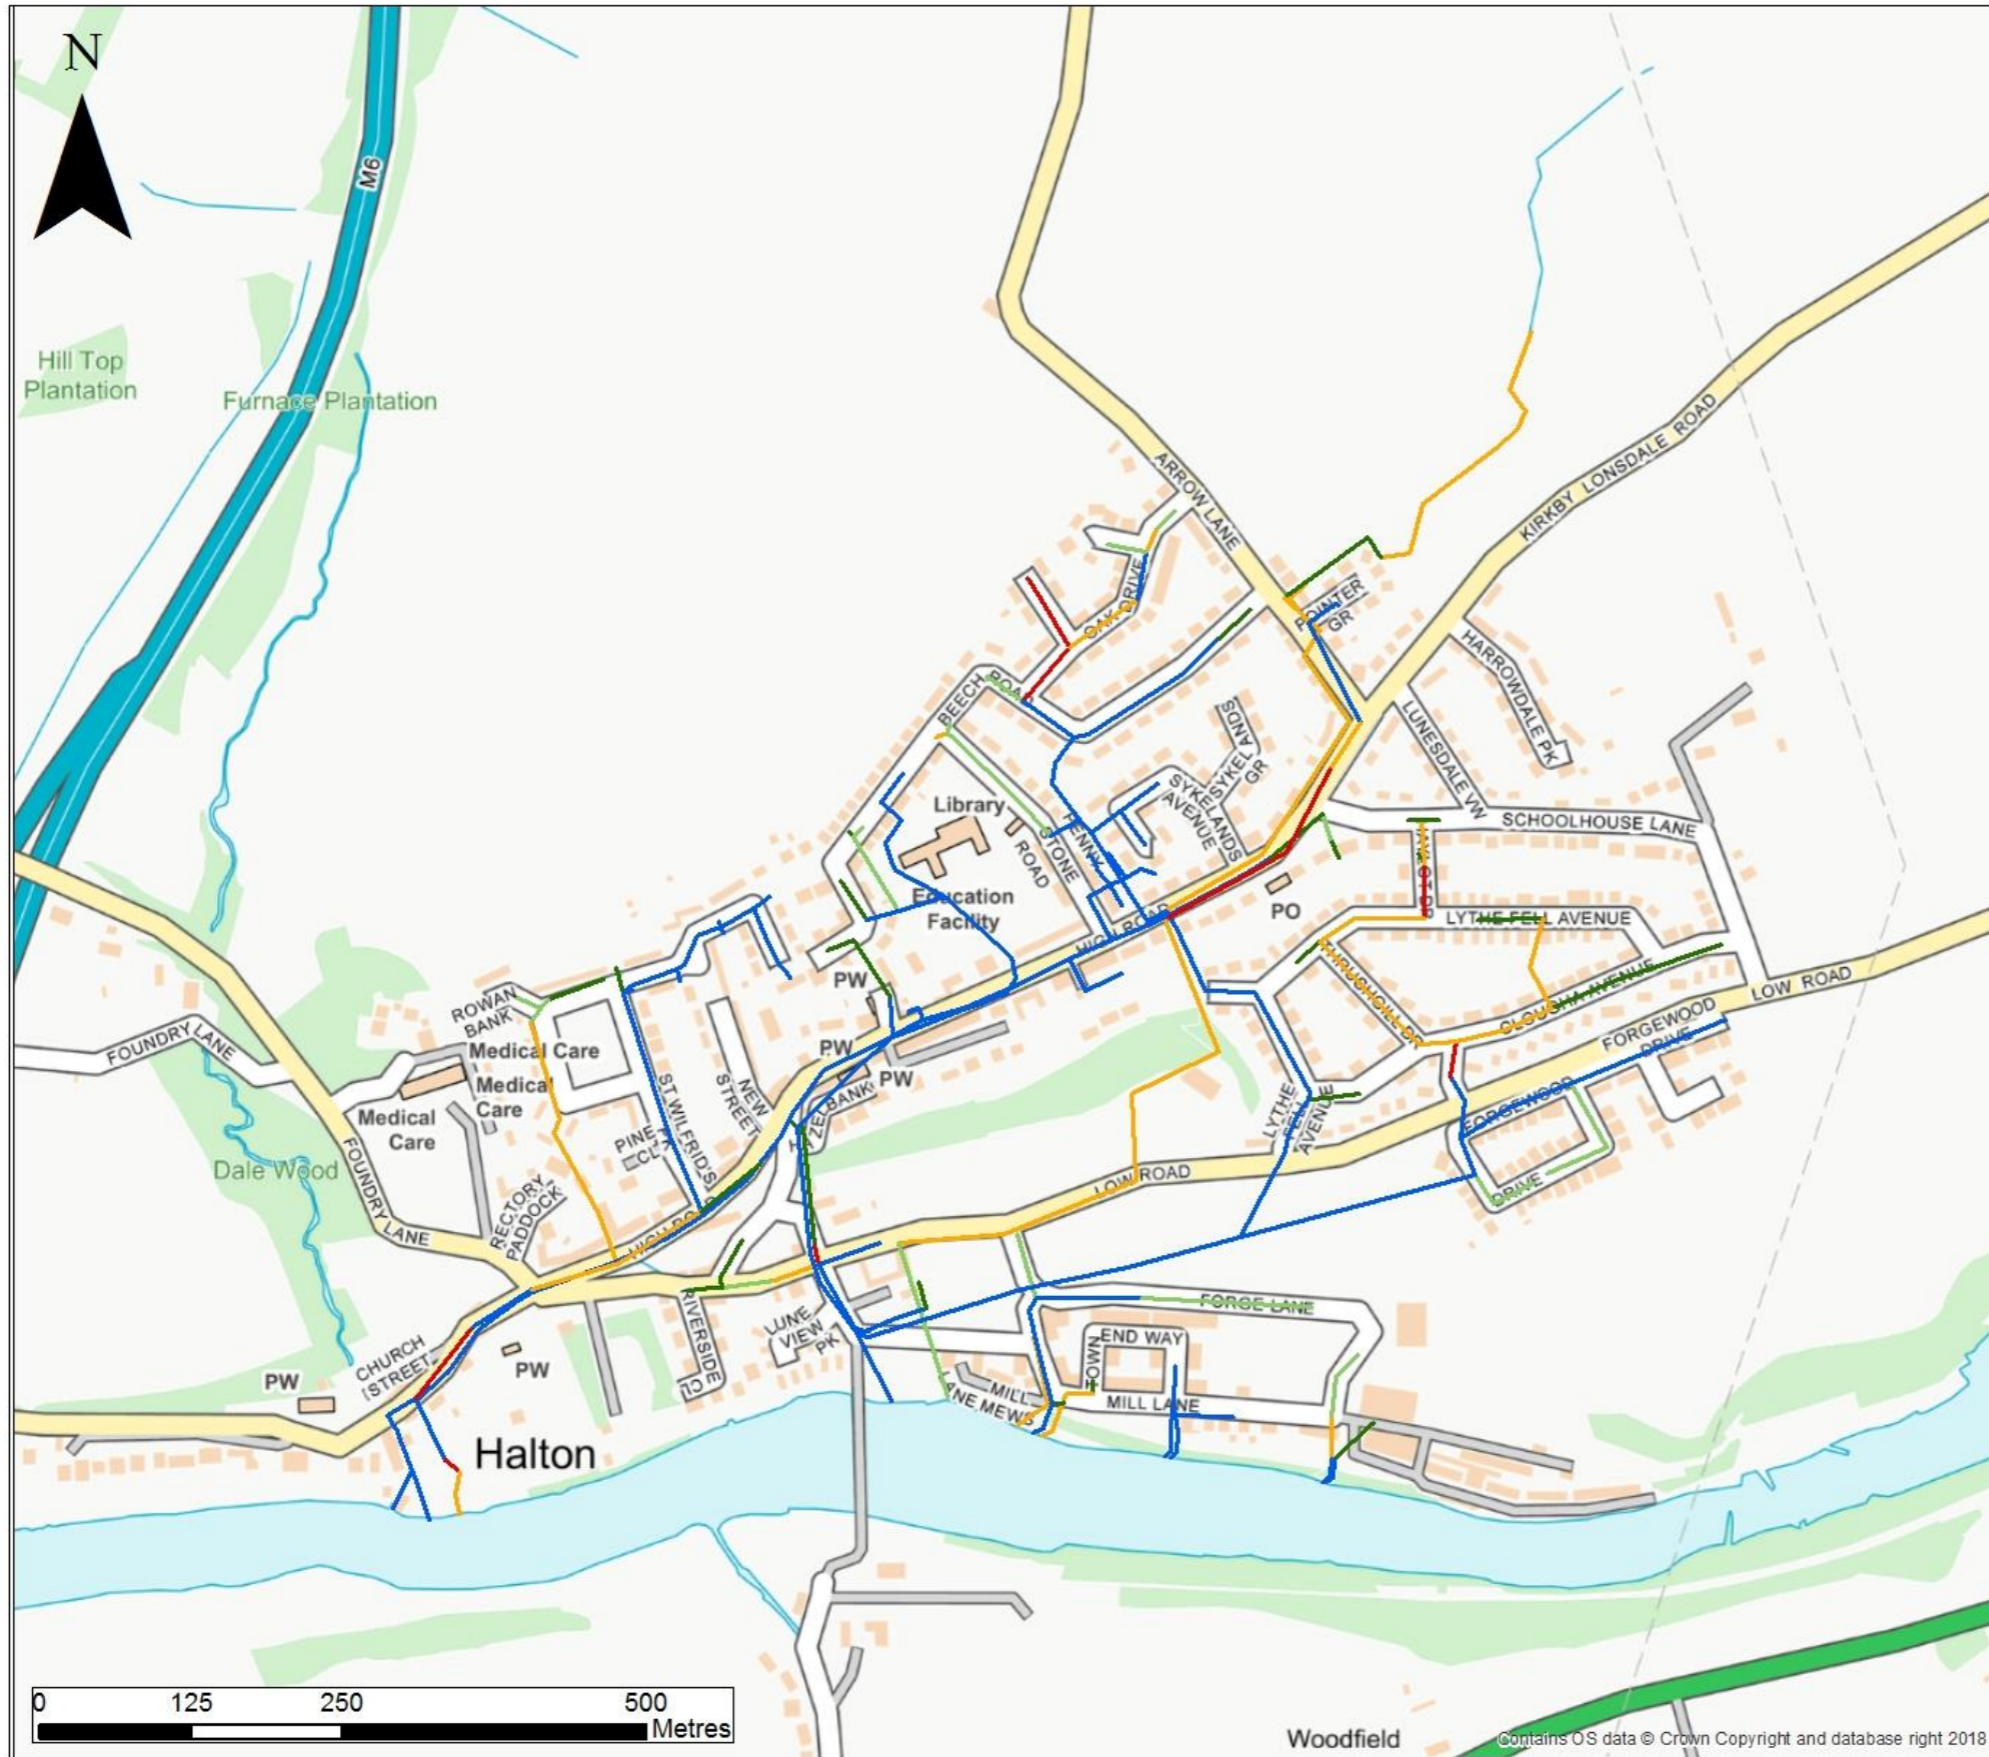 N
M6
Hill Top
Plantation
Furnace Plantation
ARROW LANE
KIRKBY LONSDALE ROAD
OAK DRIVE
POINTER
GR
HARROWDALE PK
BEECH ROAD
LUNESDALE VW
SYKELANDS
GR
SYKELANDS
AVENUE
Library
PENNY
STONE
ROAD
SCHOOLHOUSE LANE
Education
Facility
PO
HIGH ROAD
LYTHE FELL AVENUE
THRUSHGILL DR
CLOUGHA AVENUE
PW
LOW ROAD
FORGEWOOD
DRIVE
ROWAN
BANK
FOUNDRY LANE
Medical Care
Medical
Care
Medical
Care
PW
PW
HAZELBANK
NEW
STREET
ST WILFRID'S
PINE
CL
LYTHE
FELL
AVENUE
FORGEWOOD
DRIVE
Dale Wood
FOUNDRY LANE
RECTORY
PADDOCK
HIGH ROAD
LOW ROAD
RIVERSIDE
CL
LUNE
VIEW
PK
FORGE LANE
END WAY
TOWN
MILL LANE
MILL
LANE MEWS
CHURCH
STREET
PW
PW
Halton
0 125 250 500
Metres
Woodfield
Contains OS data © Crown Copyright and database right 2018